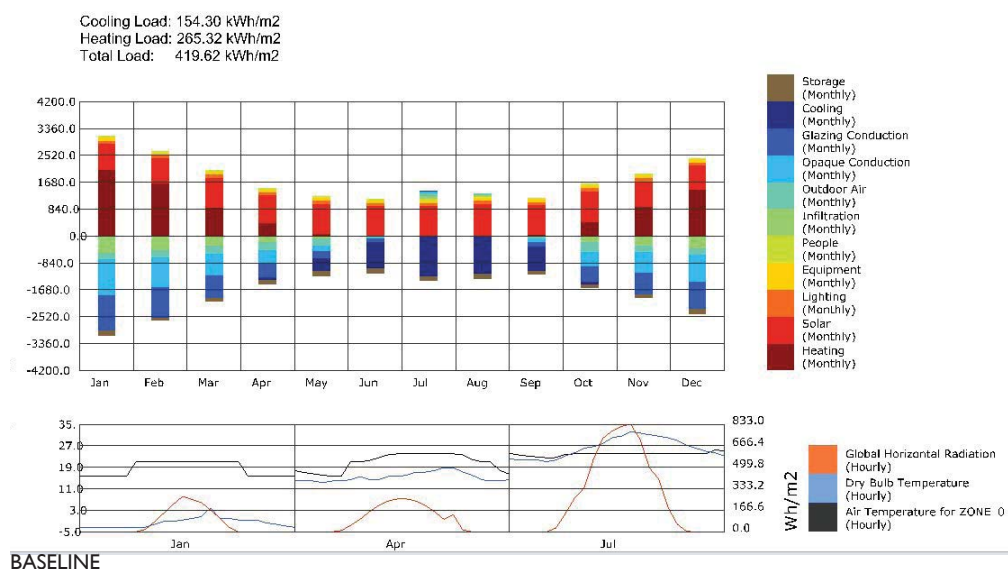 Cooling Load: 154.30 kWh/m2
Heating Load: 265.32 kWh/m2
Total Load: 419.62 kWh/m2
4200.0
3360.0
2520.0
1680.0
840.0
0.0
-840.0
-1680.0
-2520.0
-3360.0
-4200.0
Jan Feb Mar Apr May Jun Jul Aug Sep Oct Nov Dec
Storage
(Monthly)
Cooling
(Monthly)
Glazing Conduction
(Monthly)
Opaque Conduction
(Monthly)
Outdoor Air
(Monthly)
Infiltration
(Monthly)
People
(Monthly)
Equipment
(Monthly)
Lighting
(Monthly)
Solar
(Monthly)
Heating
(Monthly)
35.
27.0
19.0
11.0
3.0
-5.0
Jan Apr Jul
833.0
666.4
499.8
333.2
166.6
0.0
Wh/m2
Global Horizontal Radiation
(Hourly)
Dry Bulb Temperature
(Hourly)
Air Temperature for ZONE 0
(Hourly)
BASELINE